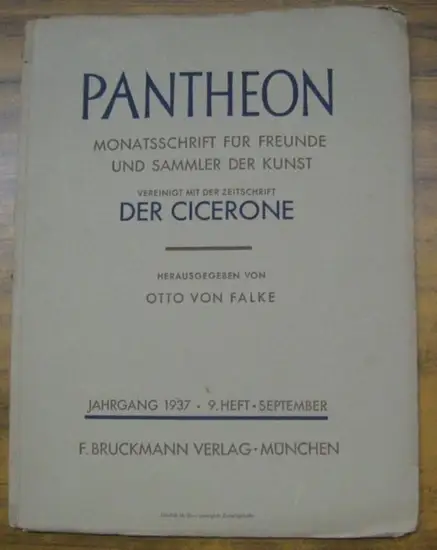 PANTHEON
MONATSSCHRIFT FÜR FREUNDE
UND SAMMLER DER KUNST
VEREINIGT MIT DER ZEITSCHRIFT
DER CICERONE
HERAUSGEGEBEN VON
OTTO VON FALKE
JAHRGANG 1937 • 9. HEFT • SEPTEMBER
F. BRUCKMANN VERLAG • MÜNCHEN